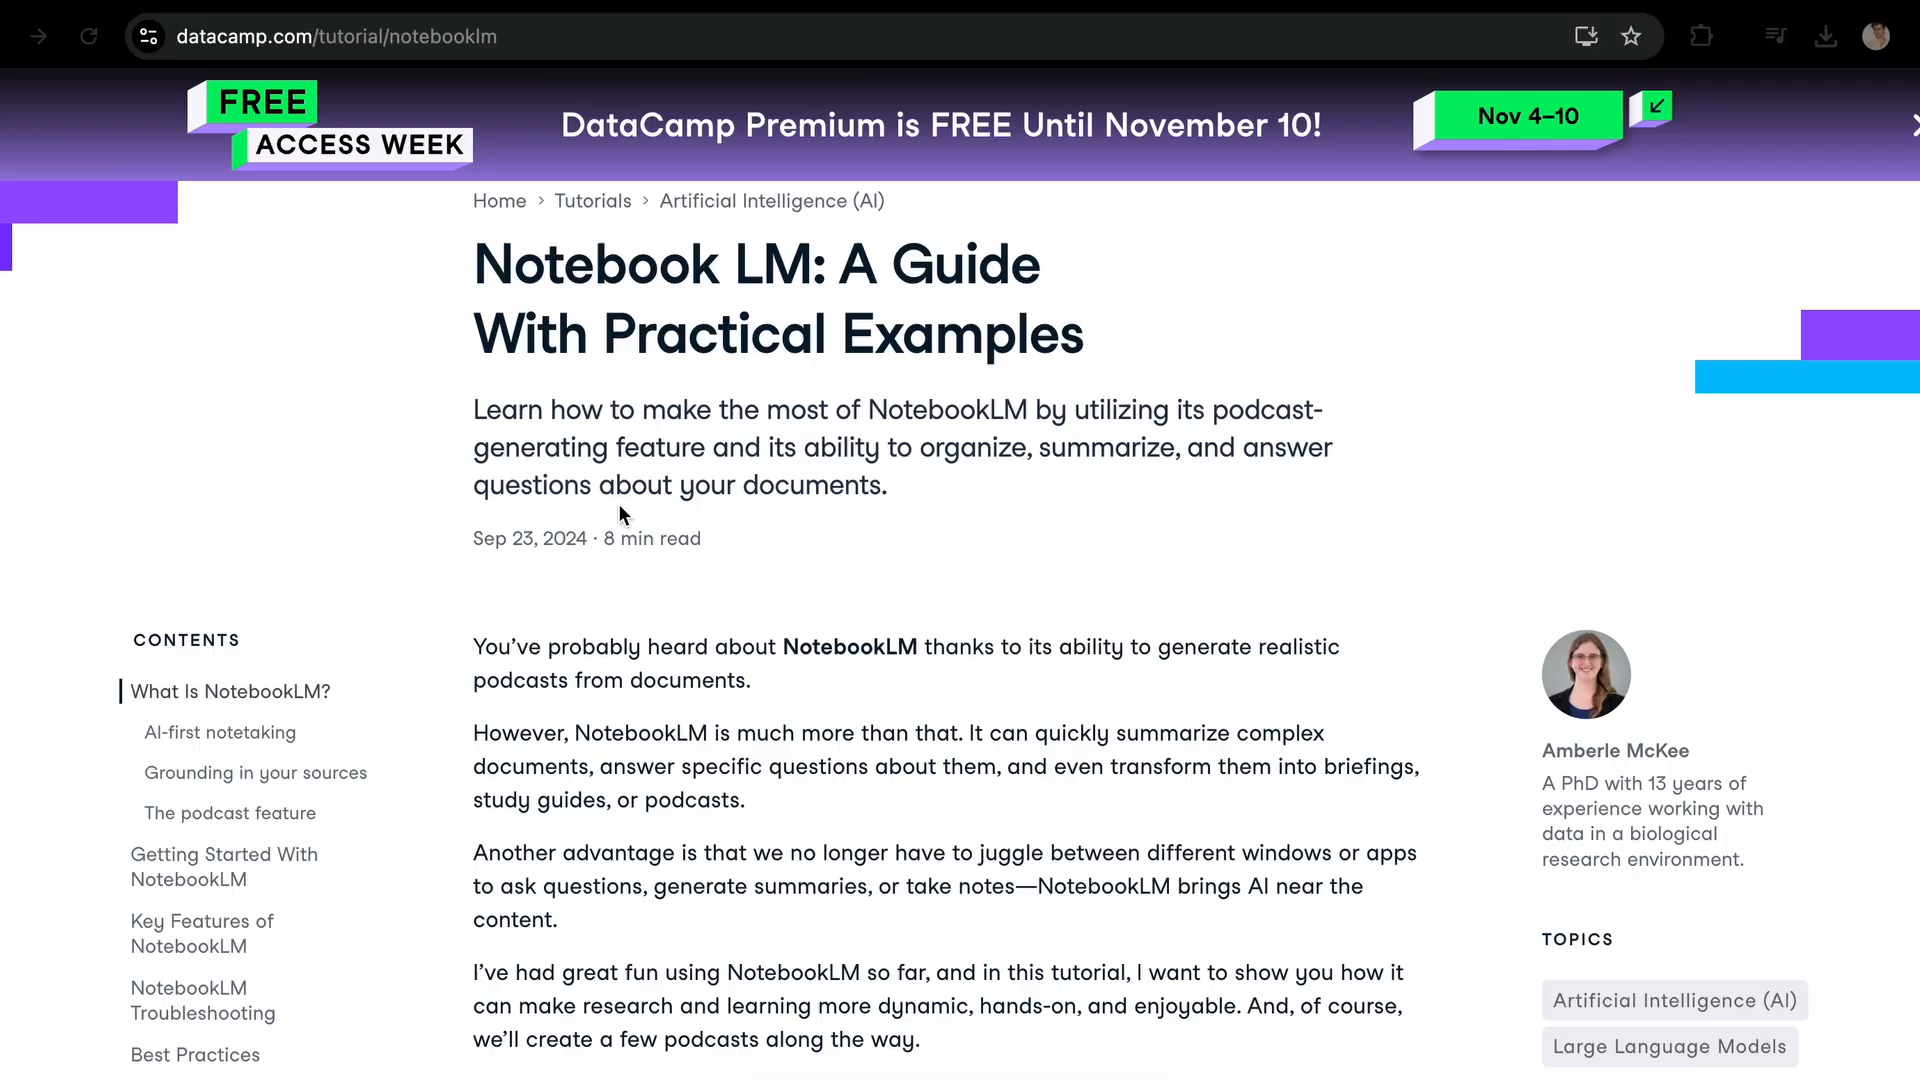 datacamp.com/tutorial/notebooklm
FREE
ACCESS WEEK
DataCamp Premium is FREE Until November 10!
Nov 4–10
Home > Tutorials > Artificial Intelligence (AI)
Notebook LM: A Guide
With Practical Examples
Learn how to make the most of NotebookLM by utilizing its podcast-
generating feature and its ability to organize, summarize, and answer
questions about your documents.
Sep 23, 2024 · 8 min read
CONTENTS
What Is NotebookLM?
AI-first notetaking
Grounding in your sources
The podcast feature
Getting Started With
NotebookLM
Key Features of
NotebookLM
NotebookLM
Troubleshooting
Best Practices
You’ve probably heard about NotebookLM thanks to its ability to generate realistic
podcasts from documents.
However, NotebookLM is much more than that. It can quickly summarize complex
documents, answer specific questions about them, and even transform them into briefings,
study guides, or podcasts.
Another advantage is that we no longer have to juggle between different windows or apps
to ask questions, generate summaries, or take notes—NotebookLM brings AI near the
content.
I’ve had great fun using NotebookLM so far, and in this tutorial, I want to show you how it
can make research and learning more dynamic, hands-on, and enjoyable. And, of course,
we’ll create a few podcasts along the way.
Amberle McKee
A PhD with 13 years of
experience working with
data in a biological
research environment.
TOPICS
Artificial Intelligence (AI)
Large Language Models